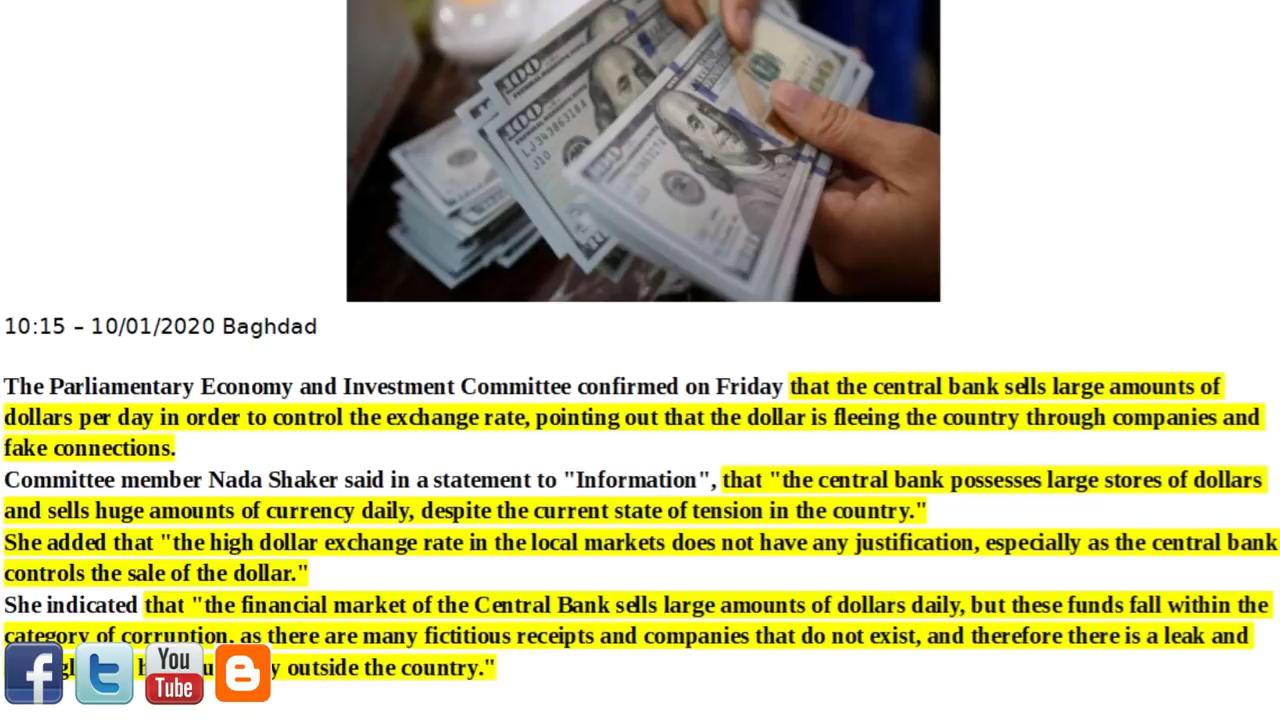 100
100
LJ34386318A
J10
10:15 – 10/01/2020 Baghdad
The Parliamentary Economy and Investment Committee confirmed on Friday that the central bank sells large amounts of
dollars per day in order to control the exchange rate, pointing out that the dollar is fleeing the country through companies and
fake connections.
Committee member Nada Shaker said in a statement to "Information", that "the central bank possesses large stores of dollars
and sells huge amounts of currency daily, despite the current state of tension in the country."
She added that "the high dollar exchange rate in the local markets does not have any justification, especially as the central bank
controls the sale of the dollar."
She indicated that "the financial market of the Central Bank sells large amounts of dollars daily, but these funds fall within the
category of corruption, as there are many fictitious receipts and companies that do not exist, and therefore there is a leak and
outside the country."
You
Tube